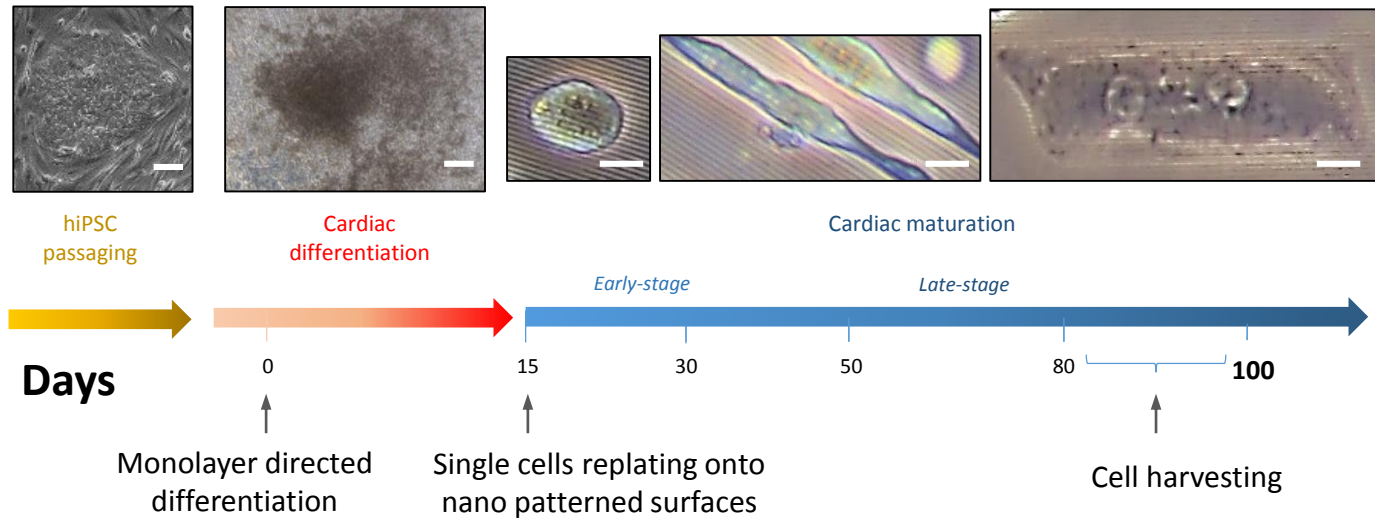 hiPSC
passaging
Cardiac
differentiation
Cardiac maturation
Early-stage
Late-stage
Days
0
15
30
50
80
100
Monolayer directed
differentiation
Single cells replating onto
nano patterned surfaces
Cell harvesting